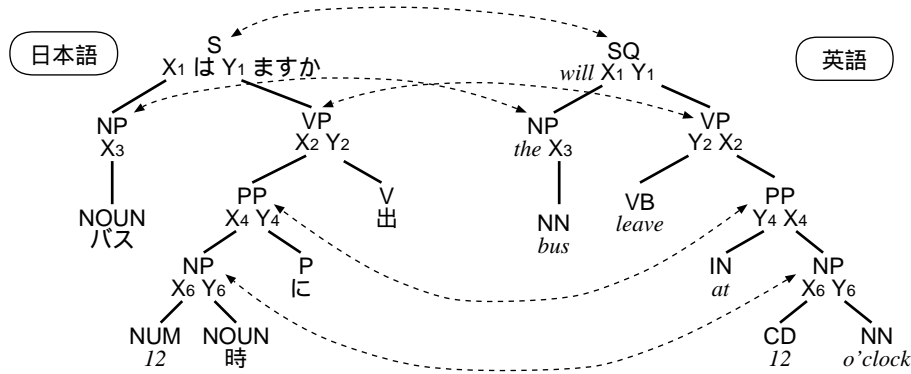 日本語
S
X1 は Y1 ますか
NP
X3
VP
X2 Y2
NOUN
バス
PP
X4 Y4
V
出
NP
X6 Y6
P
に
NUM
12
NOUN
時
英語
SQ
will X1 Y1
NP
the X3
VP
Y2 X2
NN
bus
VB
leave
PP
Y4 X4
IN
at
NP
X6 Y6
CD
12
NN
o'clock